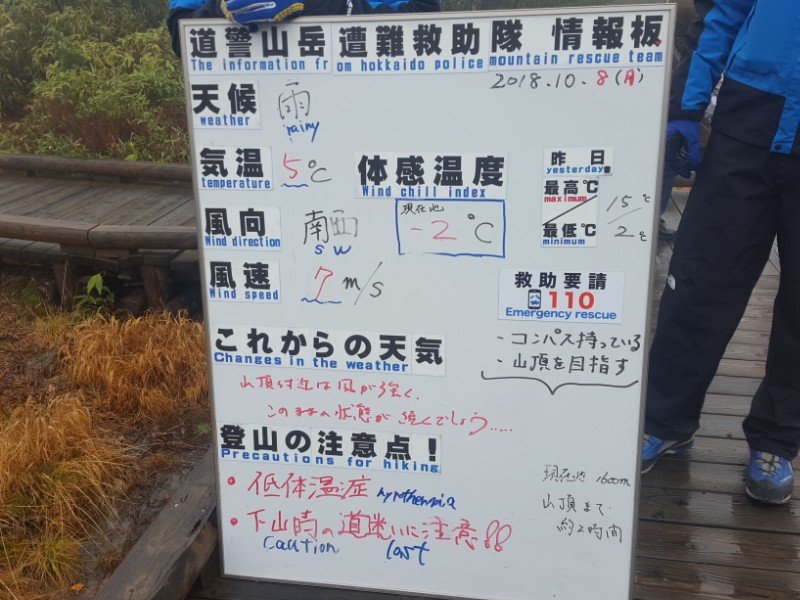 道警山岳遭難救助隊 情報板
The information from hokkaido police mountain rescue team
2018.10.8(月)
天候 雨
weather rainy
気温 5℃
temperature
体感温度
Wind chill index
現在地
-2℃
昨日
yesterday
最高℃
maximum
最低℃
minimum
15℃
2℃
風向 南西
Wind direction SW
風速 7m/s
Wind speed
救助要請
110
Emergency rescue
- コンパス持っている
- 山頂を目指す
これからの天気
Changes in the weather
山頂付近は風が強く、
このままの状態が続くでしょう.....
登山の注意点!
Precautions for hiking
・低体温症
・下山時の道迷いに注意!!
caution lost
現在地 1600m
山頂まで
約2時間